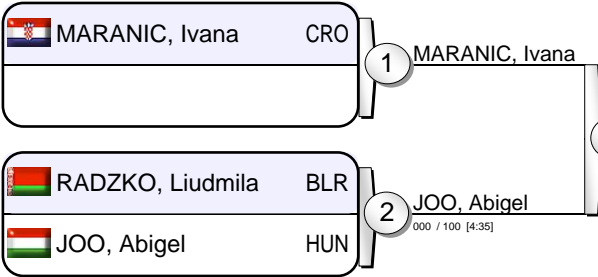 MARANIC, Ivana CRO
1
MARANIC, Ivana
RADZKO, Liudmila BLR
2
JOO, Abigel
000 / 100 [4:35]
JOO, Abigel HUN